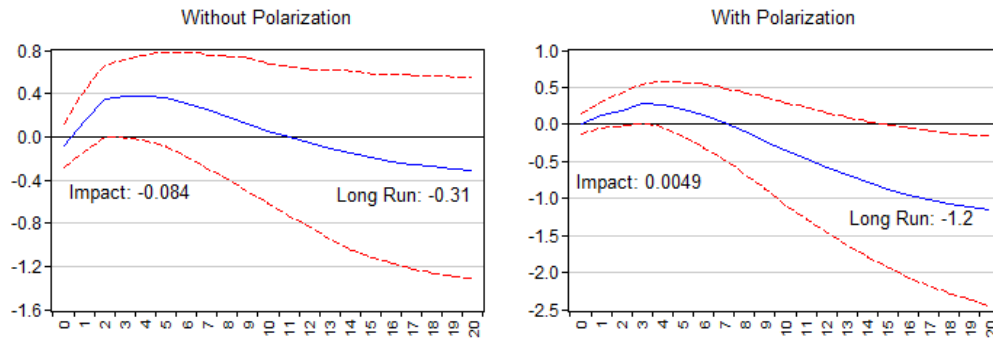 Without Polarization
0.8
0.4
0.0
-0.4
-0.8
-1.2
-1.6
Impact: -0.084
Long Run: -0.31
0 1 2 3 4 5 6 7 8 9 10 11 12 13 14 15 16 17 18 19 20
With Polarization
1.0
0.5
0.0
-0.5
-1.0
-1.5
-2.0
-2.5
Impact: 0.0049
Long Run: -1.2
0 1 2 3 4 5 6 7 8 9 10 11 12 13 14 15 16 17 18 19 20